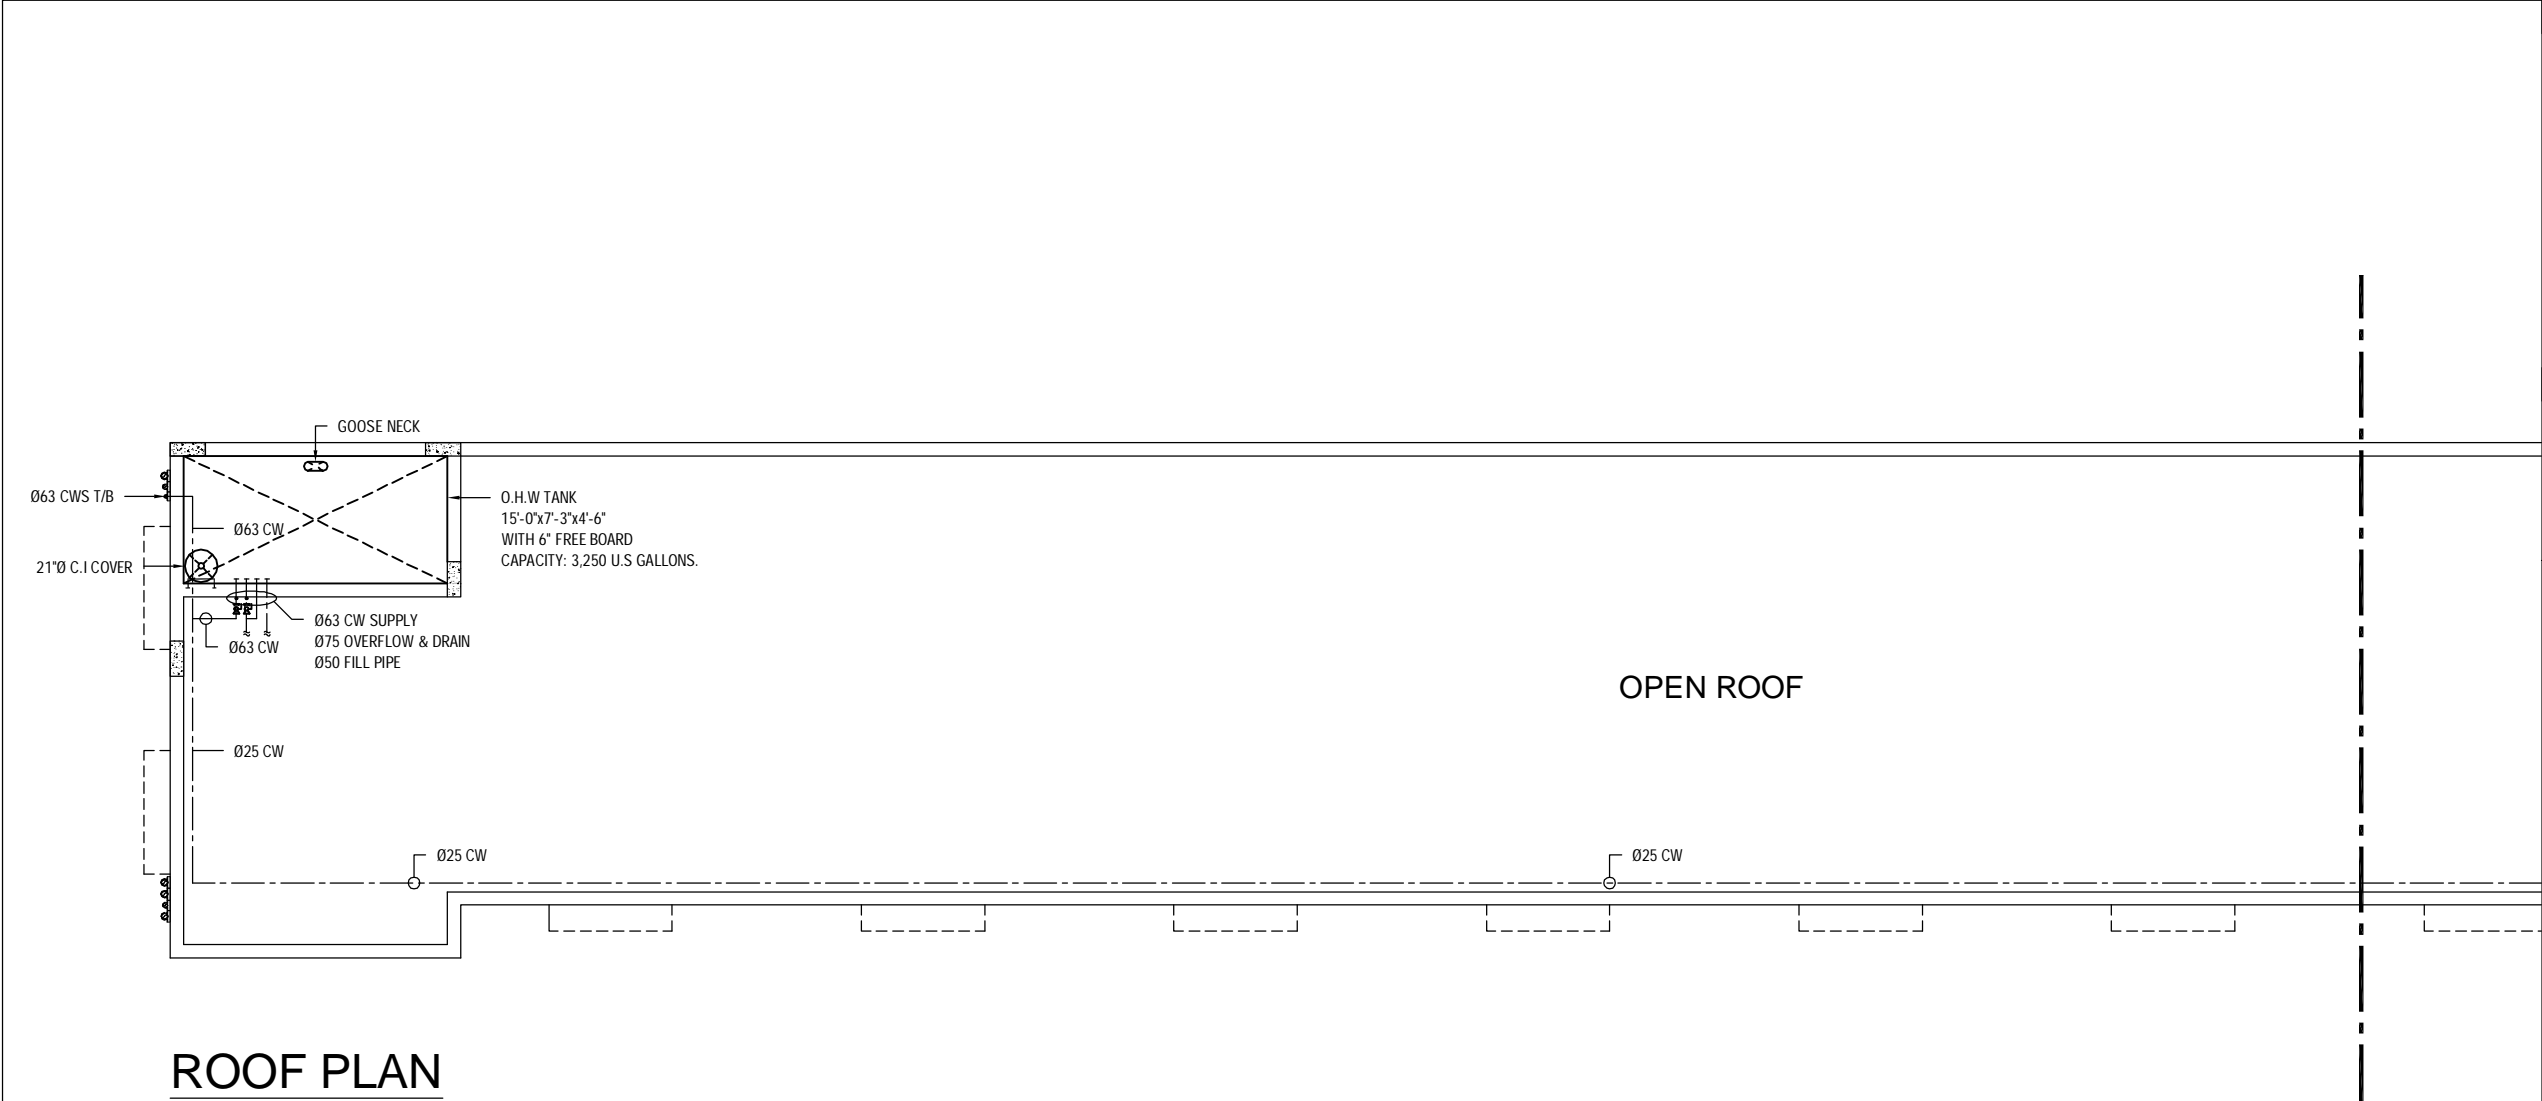 GOOSE NECK
Ø63 CWS T/B
O.H.W TANK
15'-0"x7'-3"x4'-6"
WITH 6" FREE BOARD
CAPACITY: 3,250 U.S GALLONS.
Ø63 CW
21"Ø C.I COVER
Ø63 CW SUPPLY
Ø75 OVERFLOW & DRAIN
Ø50 FILL PIPE
Ø63 CW
OPEN ROOF
Ø25 CW
Ø25 CW
Ø25 CW
ROOF PLAN